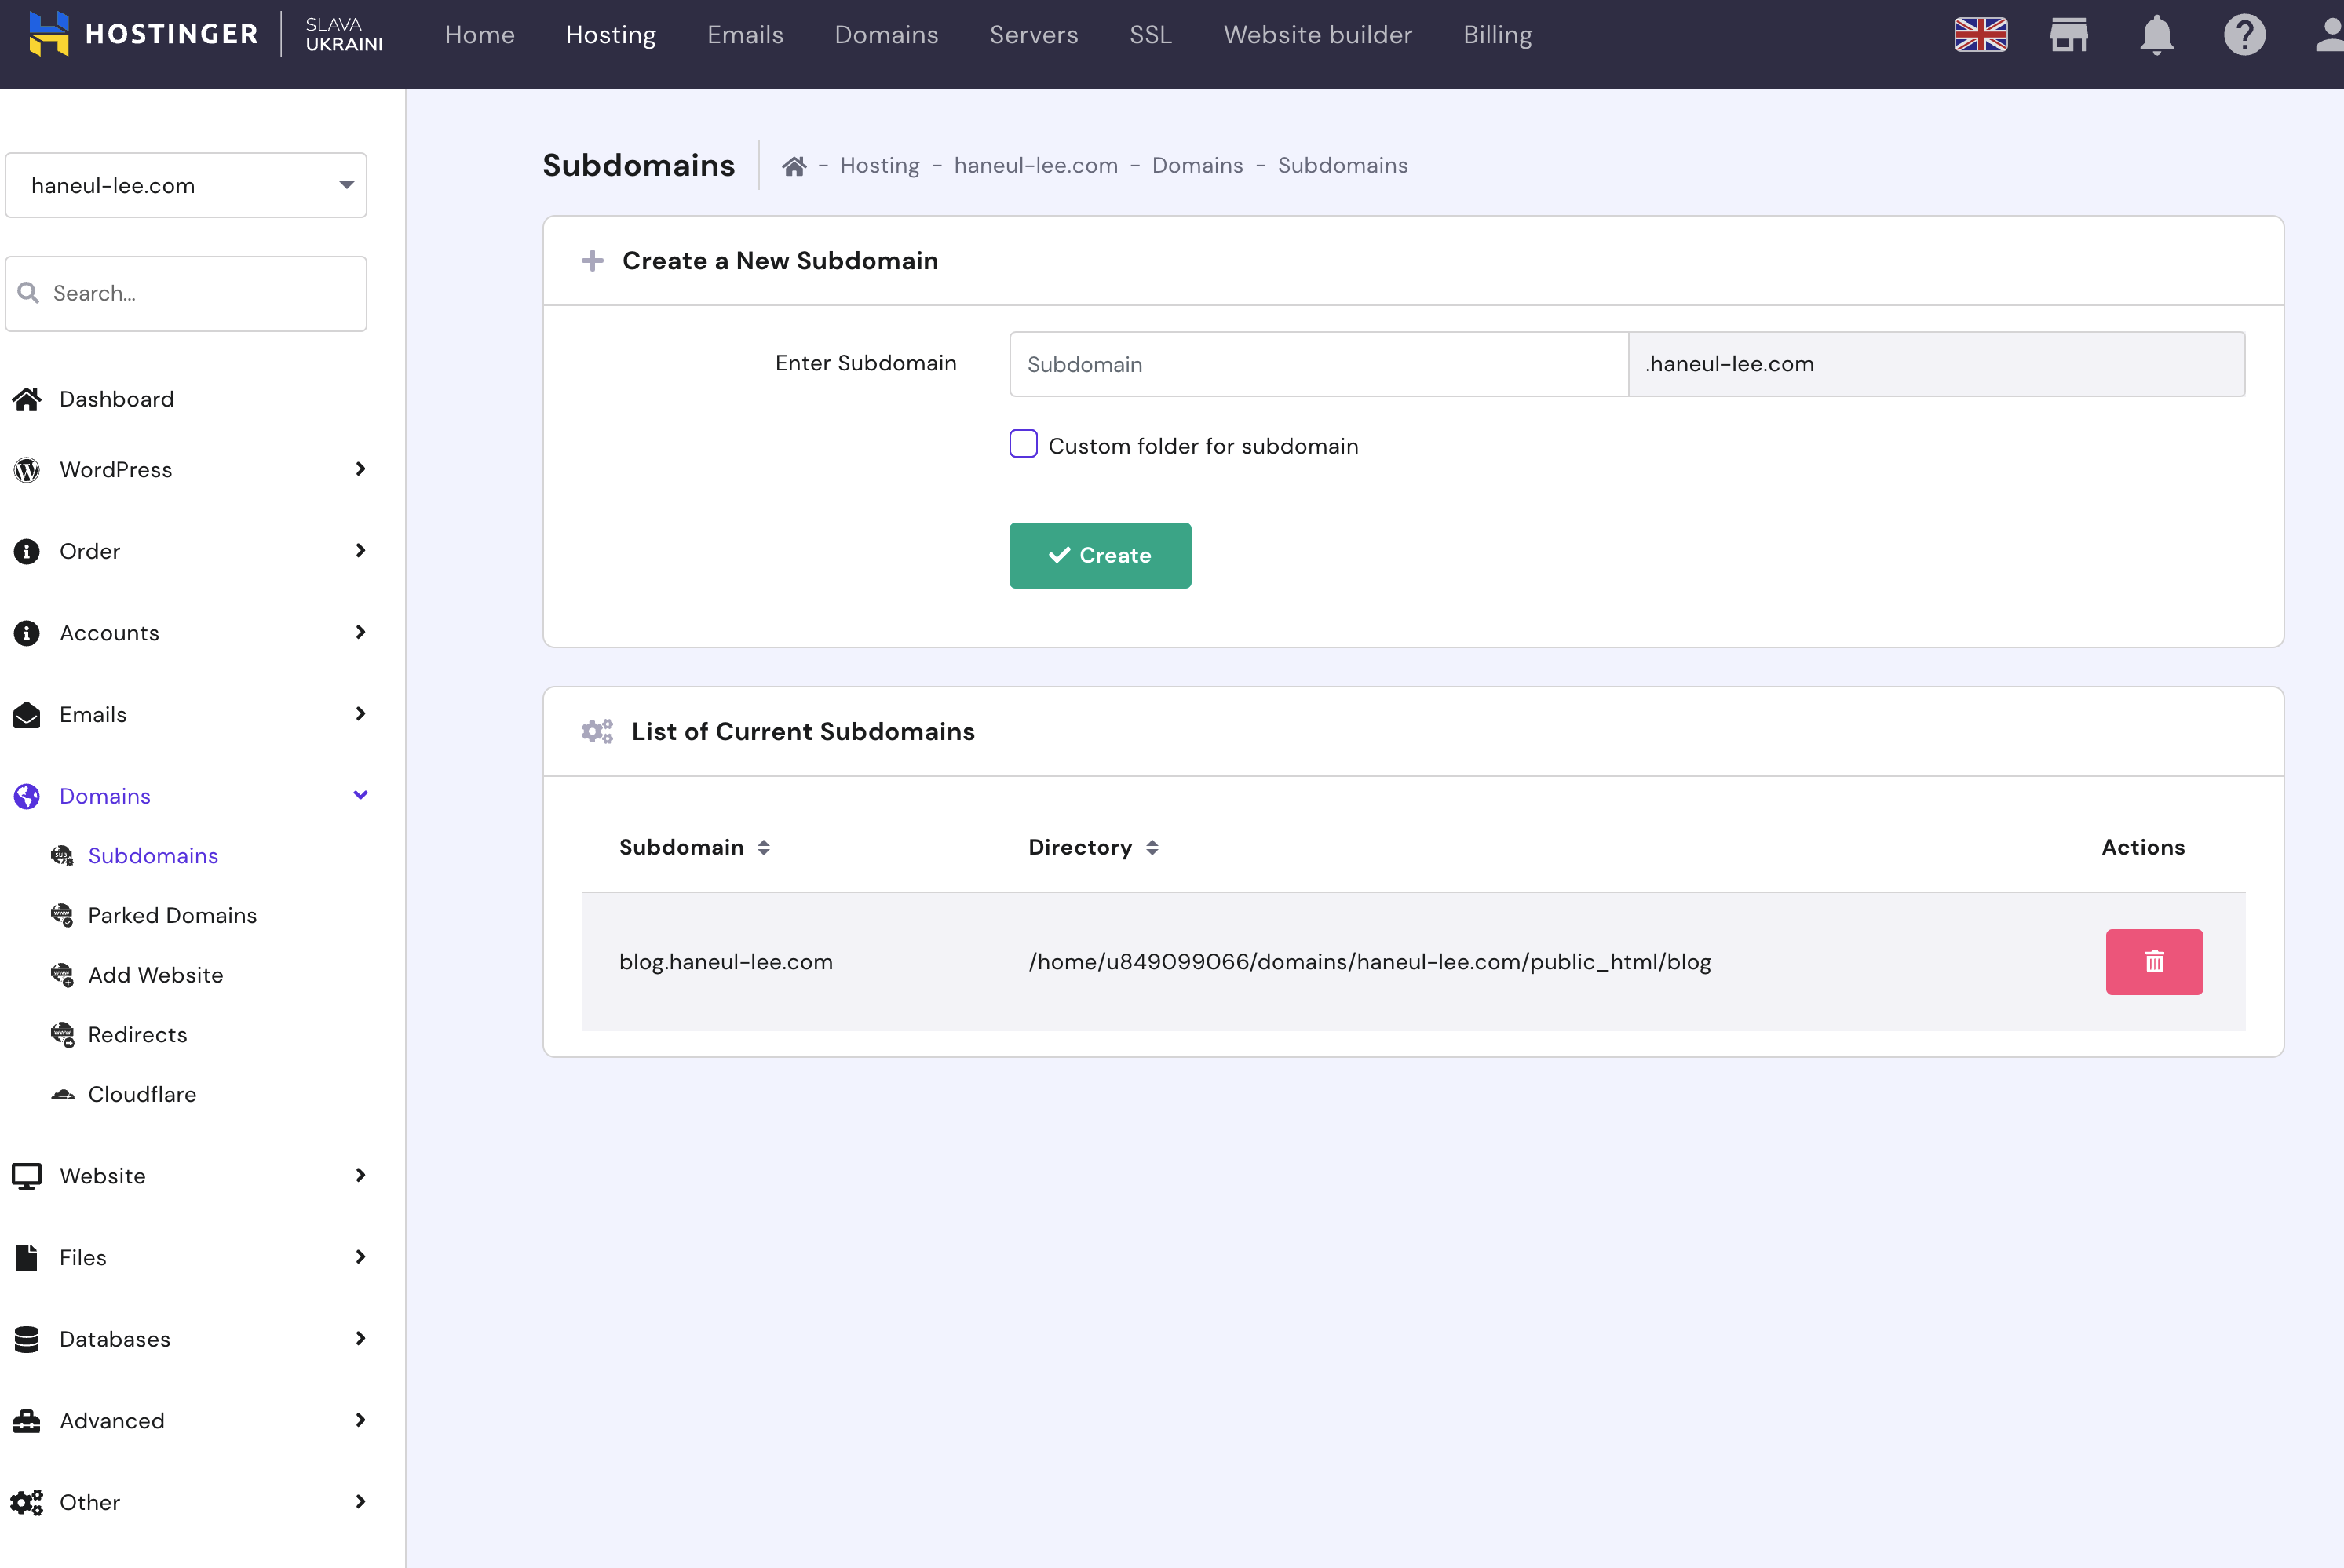 HOSTINGER
SLAVA
UKRAINI
Home Hosting Emails Domains Servers SSL Website builder Billing
haneul-lee.com
Search...
Dashboard
WordPress
Order
Accounts
Emails
Domains
Subdomains
Parked Domains
Add Website
Redirects
Cloudflare
Website
Files
Databases
Advanced
Other
Subdomains
- Hosting - haneul-lee.com - Domains - Subdomains
Create a New Subdomain
Enter Subdomain Subdomain .haneul-lee.com
Custom folder for subdomain
Create
List of Current Subdomains
Subdomain Directory Actions
blog.haneul-lee.com /home/u849099066/domains/haneul-lee.com/public_html/blog